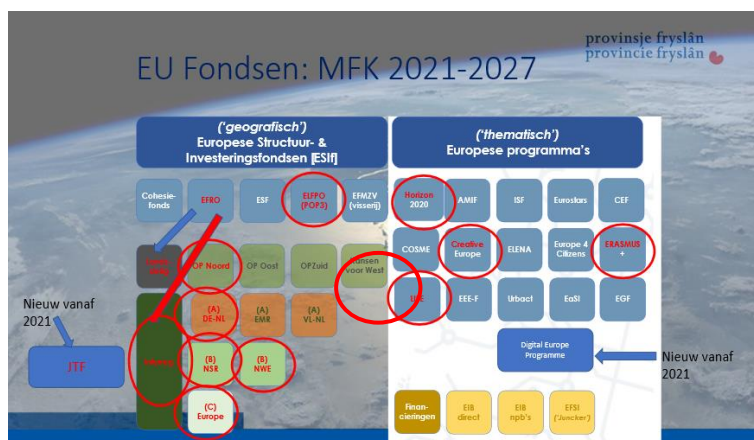 provinsje fryslân
provincie fryslân
EU Fondsen: MFK 2021-2027
('geografisch')
Europese Structuur- &
Investeringsfondsen [ESIf]
('thematisch')
Europese programma's
Cohesie-
fonds
EFRO
ESF
ELFPO
(POP3)
EFMZV
(visserij)
Horizon
2020
AMIF
ISF
Eurostars
CEF
OP Noord
OP Oost
OPZuid
Kansen
voor West
COSME
Creative
Europe
ELENA
Europe 4
Citizens
ERASMUS
+
Nieuw vanaf
2021
JTF
(A)
DE-NL
(A)
EMR
(A)
VL-NL
EEE-F
Urbact
EaSI
EGF
(B)
NSR
(B)
NWE
Digital Europe
Programme
Nieuw vanaf
2021
(C)
Europe
Finan-
cieringen
EIB
direct
EIB
npb's
EFSI
('Juncker')